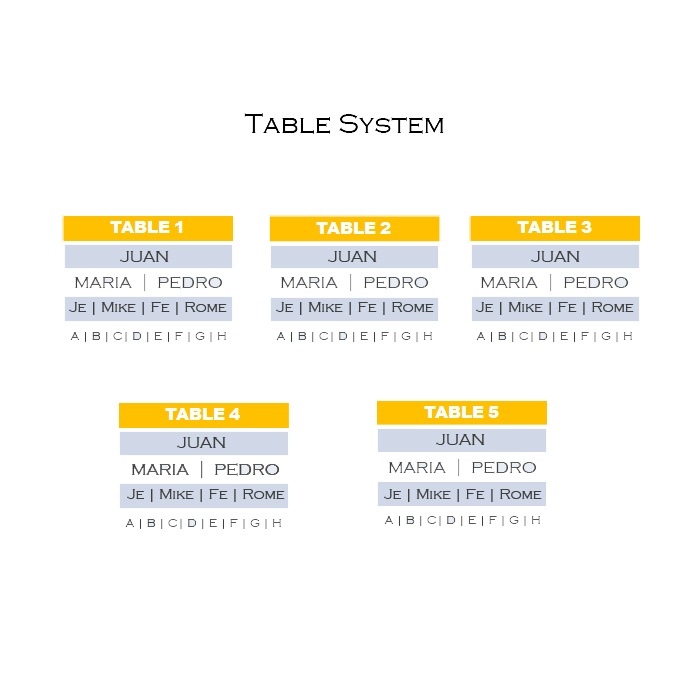 Table System
TABLE 1
JUAN
MARIA | PEDRO
Je | Mike | Fe | Rome
A | B | C | D | E | F | G | H
TABLE 2
JUAN
MARIA | PEDRO
Je | Mike | Fe | Rome
A | B | C | D | E | F | G | H
TABLE 3
JUAN
MARIA | PEDRO
Je | Mike | Fe | Rome
A | B | C | D | E | F | G | H
TABLE 4
JUAN
MARIA | PEDRO
Je | Mike | Fe | Rome
A | B | C | D | E | F | G | H
TABLE 5
JUAN
MARIA | PEDRO
Je | Mike | Fe | Rome
A | B | C | D | E | F | G | H